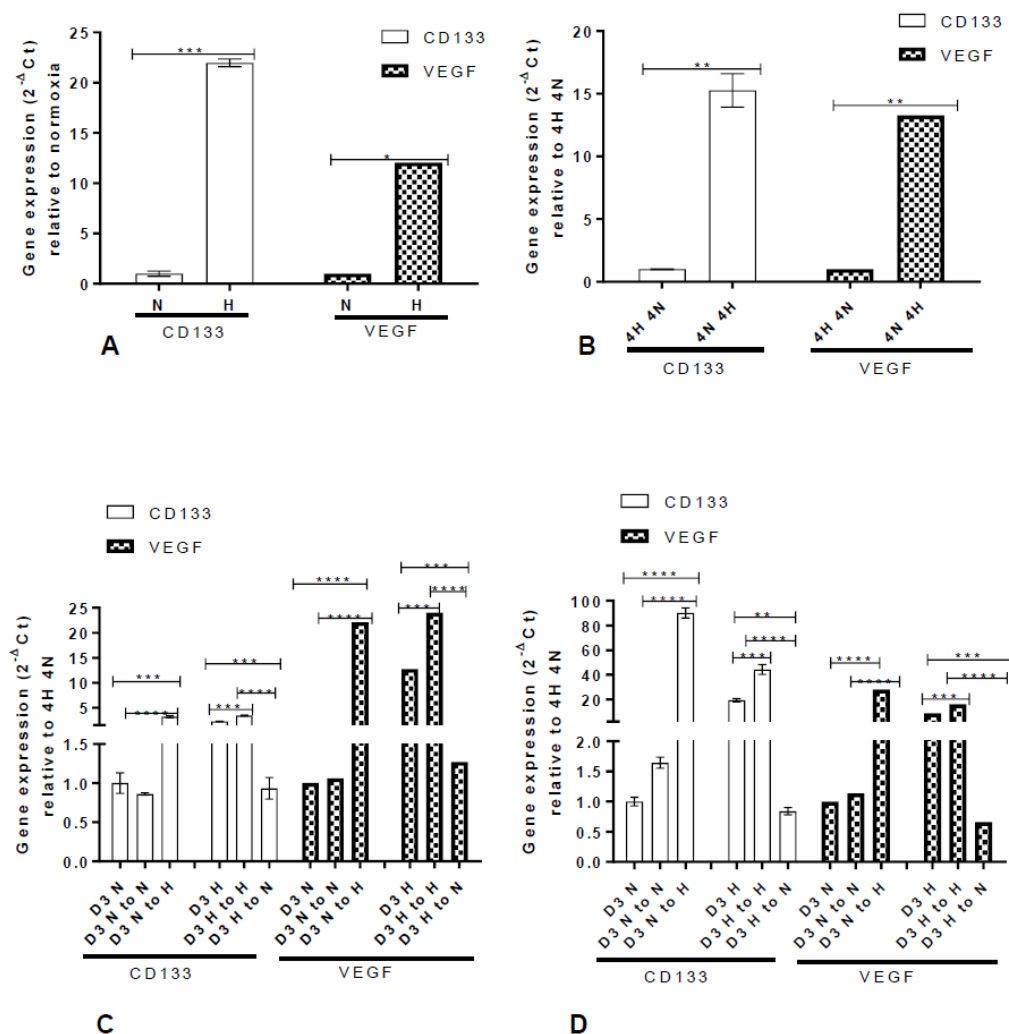 CD133
VEGF
Gene expression (2^-Δ Ct)
relative to normoxia
25
20
15
10
5
0
***
*
N
H
N
H
CD133
VEGF
A
CD133
VEGF
Gene expression (2^-Δ Ct)
relative to 4H 4N
20
15
10
5
0
**
**
4H 4N
4N 4H
4H 4N
4N 4H
CD133
VEGF
B
CD133
VEGF
Gene expression (2^-Δ Ct)
relative to 4H 4N
25
20
15
10
5
1.5
1.0
0.5
0.0
***
****
***
****
***
****
****
***
****
***
D3 N
D3 N to N
D3 N to H
D3 H
D3 H to H
D3 H to N
D3 N
D3 N to N
D3 N to H
D3 H
D3 H to H
D3 H to N
CD133
VEGF
C
CD133
VEGF
Gene expression (2^-Δ Ct)
relative to 4H 4N
100
80
60
40
20
2.0
1.5
1.0
0.5
0.0
****
****
**
****
***
****
****
***
****
***
D3 N
D3 N to N
D3 N to H
D3 H
D3 H to H
D3 H to N
D3 N
D3 N to N
D3 N to H
D3 H
D3 H to H
D3 H to N
CD133
VEGF
D